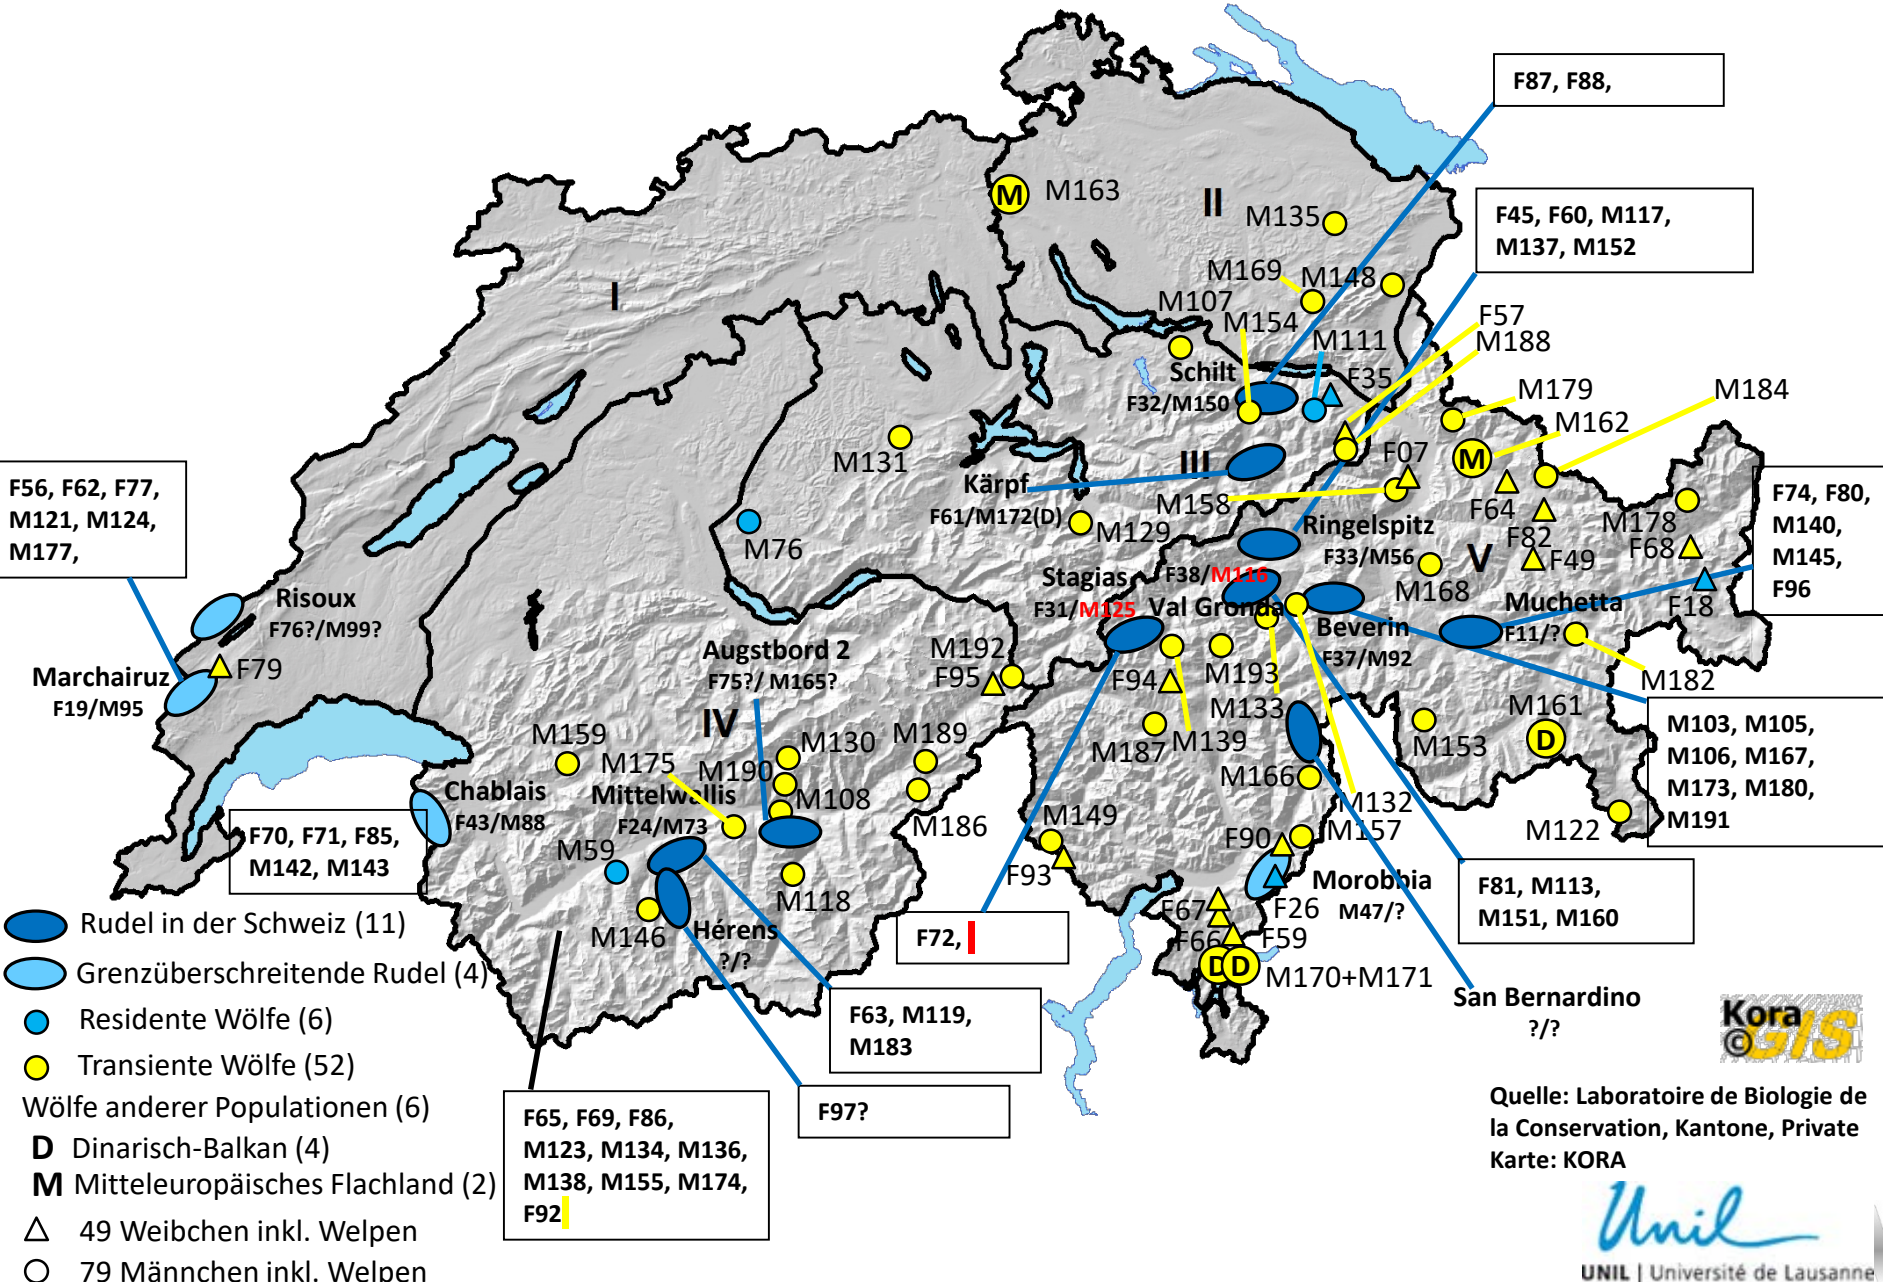 F87, F88,
M
M163
II
M135
F45, F60, M117,
M137, M152
I
M169
M148
M107
M154
M111
F57
M188
Schilt
F32/M150
F35
M179
M184
M162
M131
III
F07
M
Kärpf
F61/M172(D)
M158
F64
F56, F62, F77,
M121, M124,
M177,
F74, F80,
M140,
M145,
F96
M76
M129
Ringelspitz
F33/M56
F82
V
F49
M178
F68
Stagias
F31/M125
F38/M116
Val Gronda
M168
Muchetta
F11/?
F18
Risoux
F76?/M99?
Beverin
F37/M92
Marchairuz
F19/M95
F79
Augstbord 2
F75?/ M165?
M192
F95
F94
M193
M182
IV
M133
M161
D
M103, M105,
M106, M167,
M173, M180,
M191
M159
M175
M190
M130
M189
M187
M139
M153
M166
Chablais
F43/M88
Mittelwallis
F24/M73
M108
M186
M132
M157
M122
F70, F71, F85,
M142, M143
M59
M149
F93
F90
M118
Morobbia
M47/?
F81, M113,
M151, M160
M146
Hérens
?/?
F72,
F67
F26
F66
F59
D
D
M170+M171
San Bernardino
?/?
F63, M119,
M183
F65, F69, F86,
M123, M134, M136,
M138, M155, M174,
F92
F97?
Rudel in der Schweiz (11)
Grenzüberschreitende Rudel (4)
Residente Wölfe (6)
Transiente Wölfe (52)
Wölfe anderer Populationen (6)
D Dinarisch-Balkan (4)
M Mitteleuropäisches Flachland (2)
49 Weibchen inkl. Welpen
79 Männchen inkl. Welpen
Kora
© GIS
Quelle: Laboratoire de Biologie de
la Conservation, Kantone, Private
Karte: KORA
Unil
UNIL | Université de Lausanne